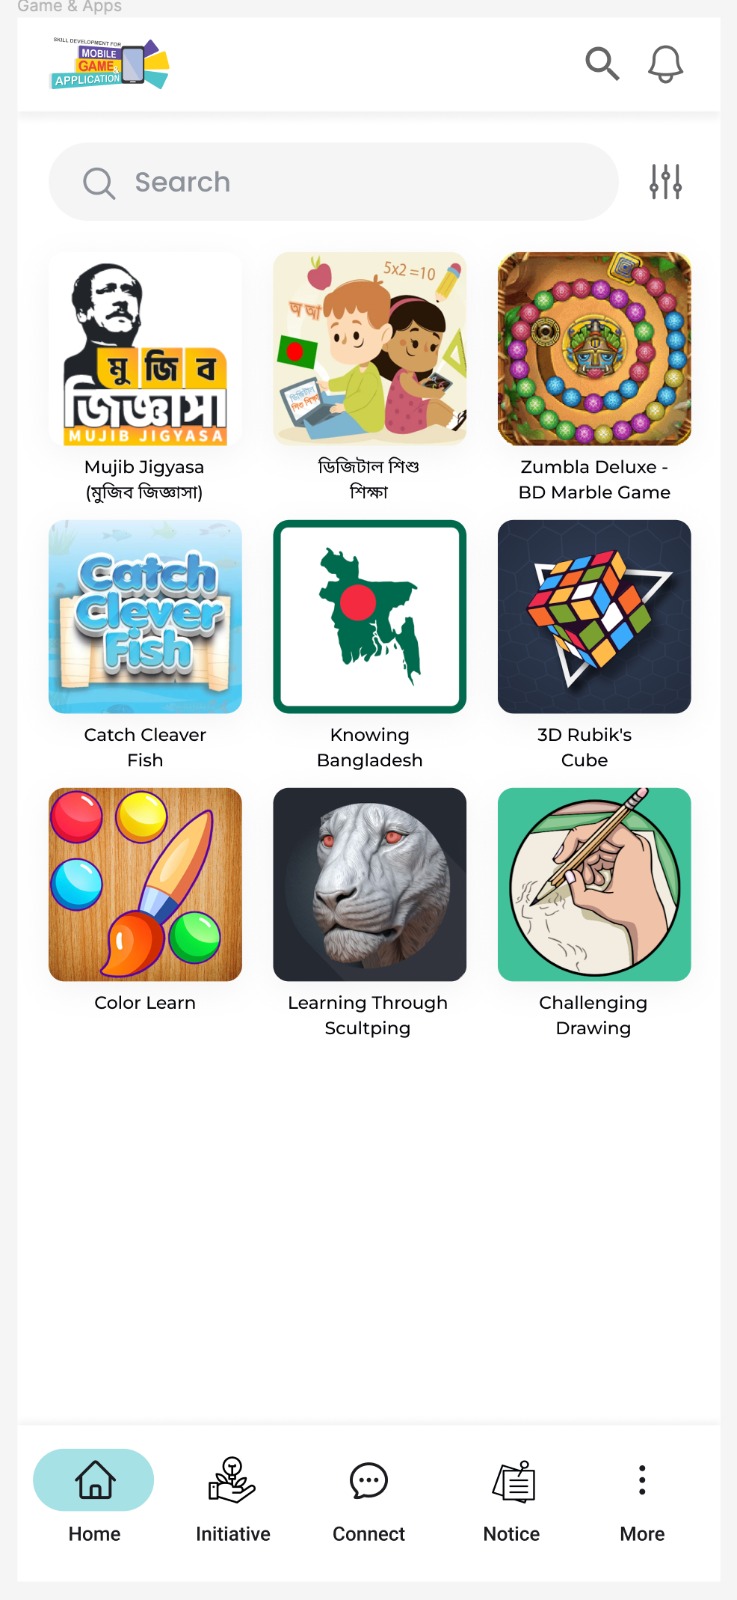 Game & Apps
SKILL DEVELOPMENT FOR
MOBILE
GAME &
APPLICATION
Search
মুজিব
জিজ্ঞাসা
MUJIB JIGYASA
5x2 =10
অ আ
ডিজিটাল
শিশু শিক্ষা
Mujib Jigyasa
(মুজিব জিজ্ঞাসা)
ডিজিটাল শিশু
শিক্ষা
Zumbla Deluxe -
BD Marble Game
Catch
Clever
Fish
Catch Cleaver
Fish
Knowing
Bangladesh
3D Rubik's
Cube
Color Learn
Learning Through
Scultping
Challenging
Drawing
Home
Initiative
Connect
Notice
More